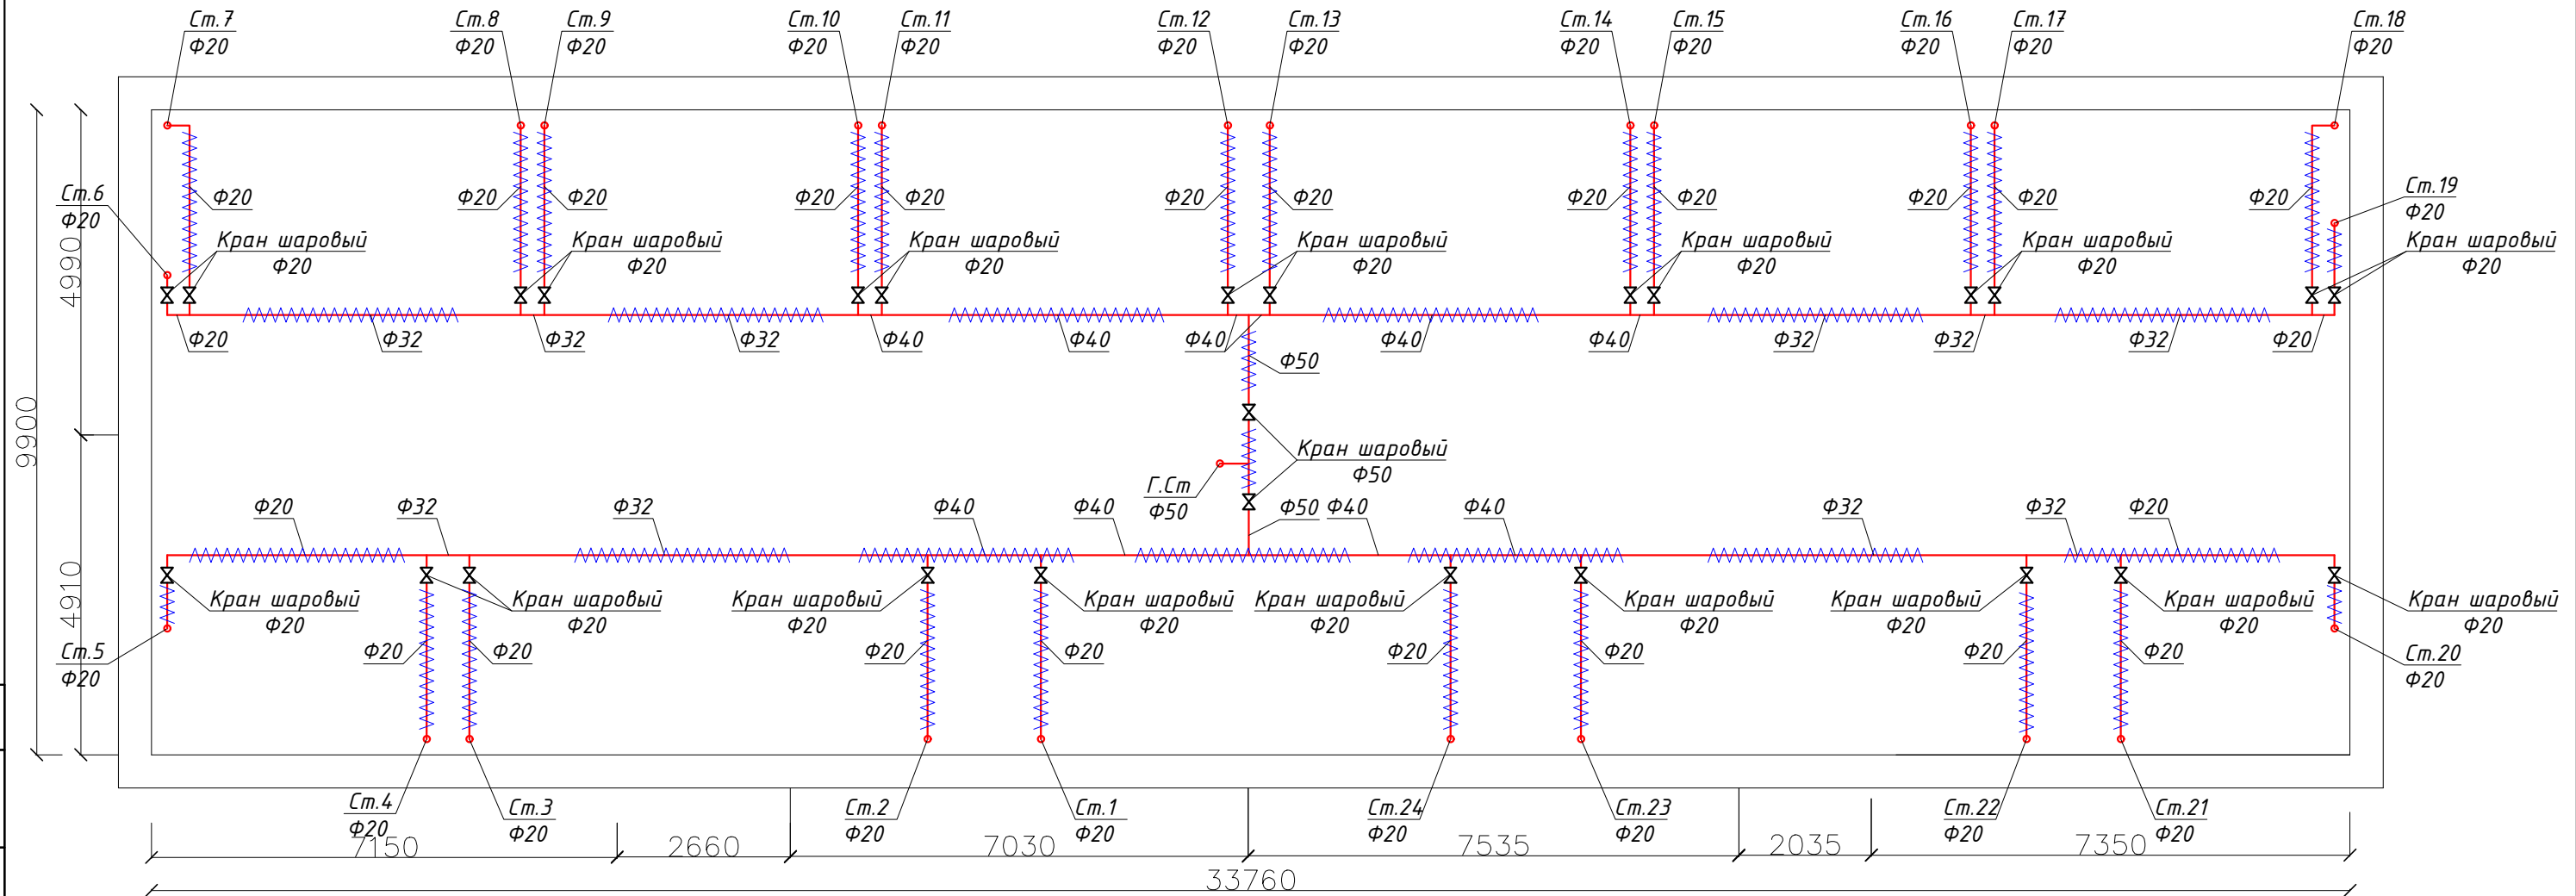 Ст.7
Ф20
Ст.8
Ф20
Ст.9
Ф20
Ст.10
Ф20
Ст.11
Ф20
Ст.12
Ф20
Ст.13
Ф20
Ст.14
Ф20
Ст.15
Ф20
Ст.16
Ф20
Ст.17
Ф20
Ст.18
Ф20
Ст.6
Ф20
Ф20
Ф20
Ф20
Ф20
Ф20
Ф20
Ф20
Ф20
Ф20
Ф20
Ф20
Ф20
Ст.19
Ф20
Кран шаровый
Ф20
Кран шаровый
Ф20
Кран шаровый
Ф20
Кран шаровый
Ф20
Кран шаровый
Ф20
Кран шаровый
Ф20
Кран шаровый
Ф20
4990
Ф20
Ф32
Ф32
Ф32
Ф40
Ф40
Ф40
Ф40
Ф40
Ф32
Ф32
Ф32
Ф20
Ф50
9900
Кран шаровый
Ф50
Г.Ст
Ф50
Ф20
Ф32
Ф32
Ф40
Ф40
Ф50
Ф40
Ф40
Ф32
Ф32
Ф20
4910
Кран шаровый
Ф20
Кран шаровый
Ф20
Кран шаровый
Ф20
Кран шаровый
Ф20
Кран шаровый
Ф20
Кран шаровый
Ф20
Кран шаровый
Ф20
Кран шаровый
Ф20
Кран шаровый
Ф20
Ст.5
Ф20
Ф20
Ф20
Ф20
Ф20
Ф20
Ф20
Ф20
Ф20
Ст.20
Ф20
Ст.4
Ф20
Ст.3
Ф20
Ст.2
Ф20
Ст.1
Ф20
Ст.24
Ф20
Ст.23
Ф20
Ст.22
Ф20
Ст.21
Ф20
7150
2660
7030
7535
2035
7350
33760